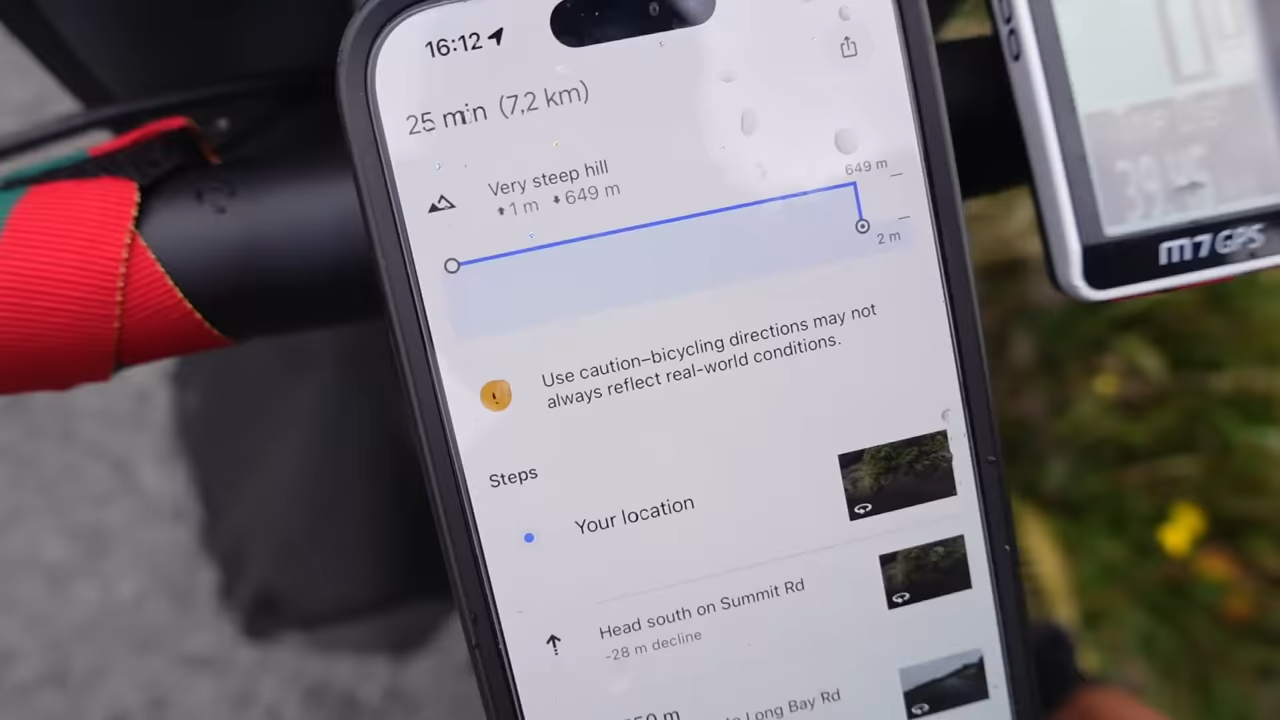 16:12
25 min (7,2 km)
Very steep hill
1 m 649 m
649 m
2 m
Use caution–bicycling directions may not
always reflect real-world conditions.
Steps
Your location
Head south on Summit Rd
-28 m decline
Long Bay Rd
m7 GPS